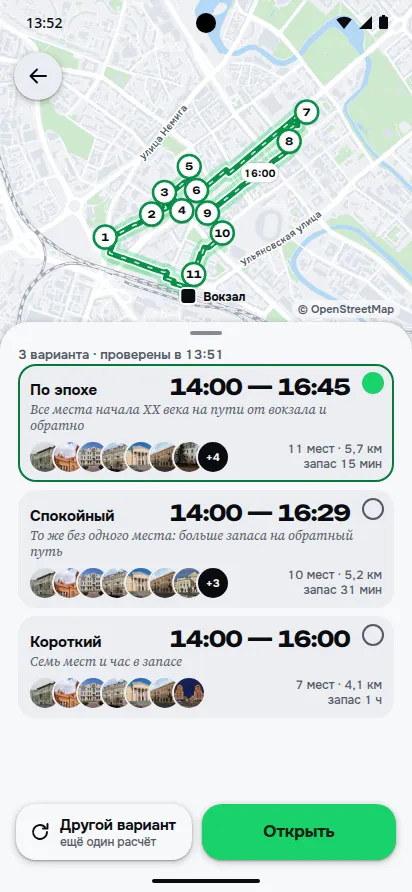 13:52
7
улица Немига
8
5
16:00
3
6
2
4
9
1
10
Ульяновская улица
11
Вокзал
© OpenStreetMap
3 варианта · проверены в 13:51
По эпохе
14:00 — 16:45
Все места начала XX века на пути от вокзала и
обратно
+4
11 мест · 5,7 км
запас 15 мин
Спокойный
14:00 — 16:29
То же без одного места: больше запаса на обратный
путь
+3
10 мест · 5,2 км
запас 31 мин
Короткий
14:00 — 16:00
Семь мест и час в запасе
7 мест · 4,1 км
запас 1 ч
Другой вариант
ещё один расчёт
Открыть